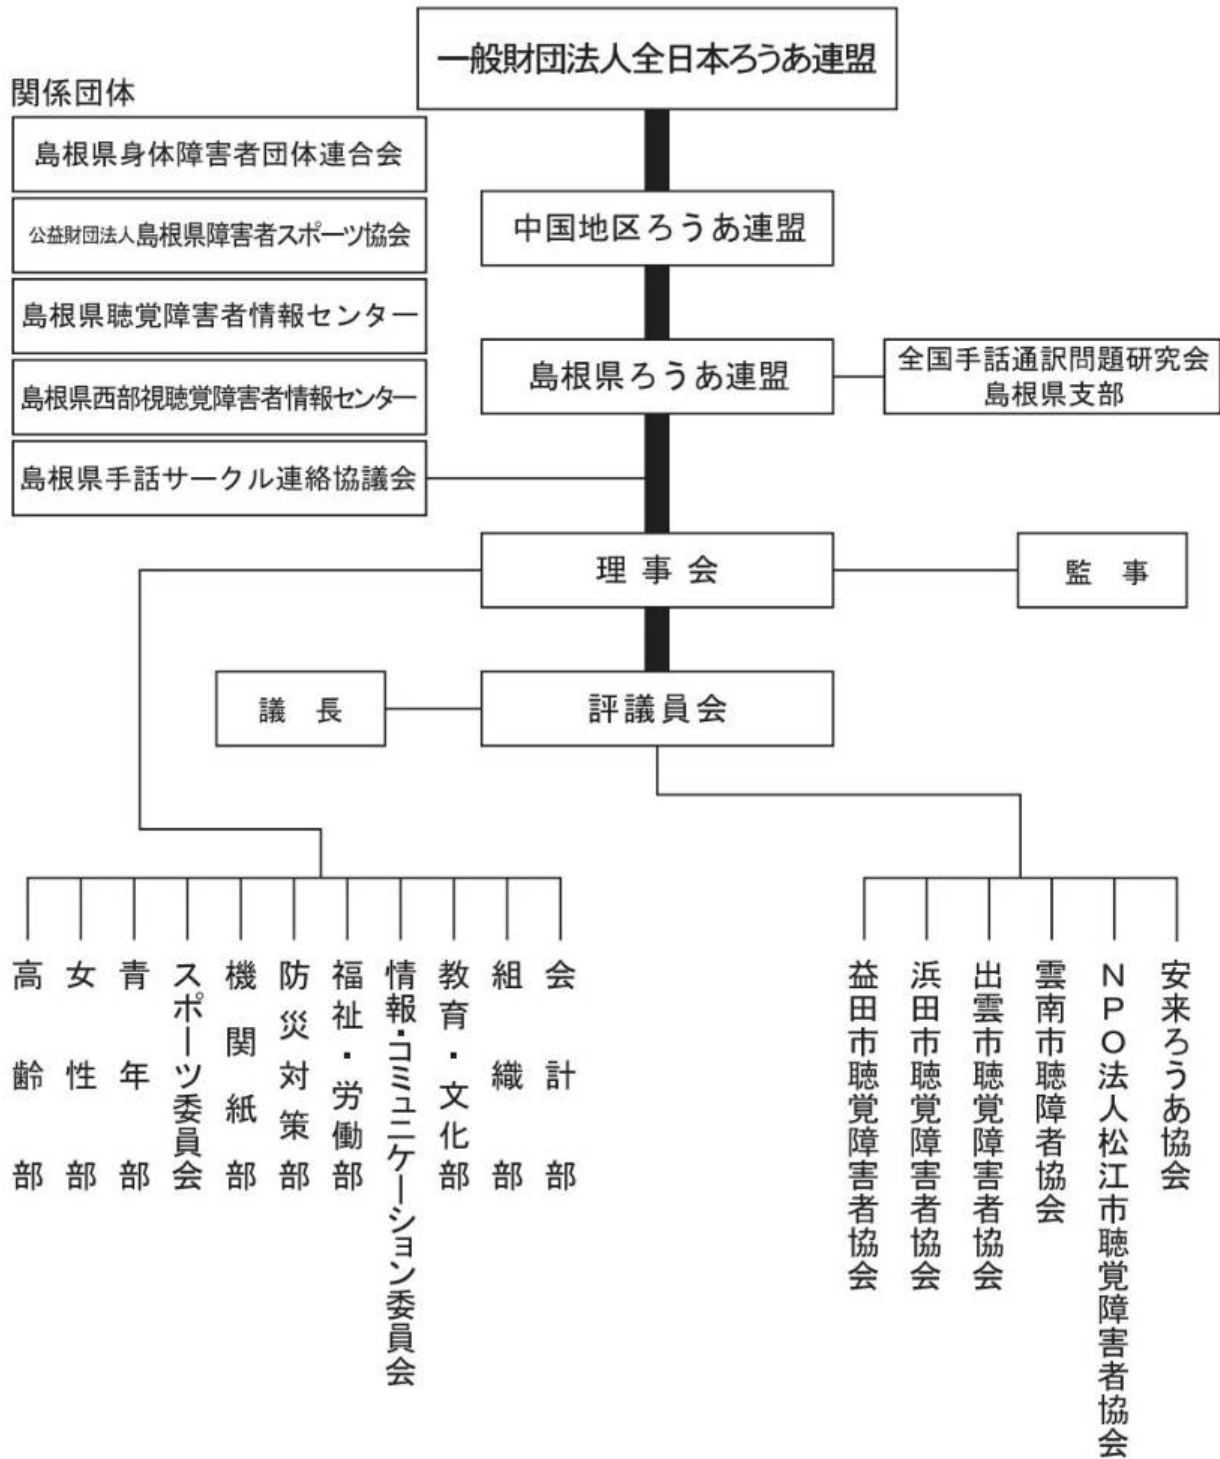 一般財団法人全日本ろうあ連盟
関係団体
島根県身体障害者団体連合会
公益財団法人島根県障害者スポーツ協会
島根県聴覚障害者情報センター
島根県西部視聴覚障害者情報センター
島根県手話サークル連絡協議会
中国地区ろうあ連盟
島根県ろうあ連盟
全国手話通訳問題研究会
島根県支部
理事会
監事
議長
評議員会
高齢部
女性部
青年部
スポーツ委員会
機関紙部
防災対策部
福祉・労働部
情報・コミュニケーション委員会
教育・文化部
組織部
会計部
益田市聴覚障害者協会
浜田市聴覚障害者協会
出雲市聴覚障害者協会
雲南市聴障者協会
NPO法人松江市聴覚障害者協会
安来ろうあ協会